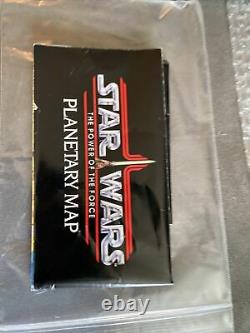 STAR WARS
THE POWER OF THE FORCE
PLANETARY MAP